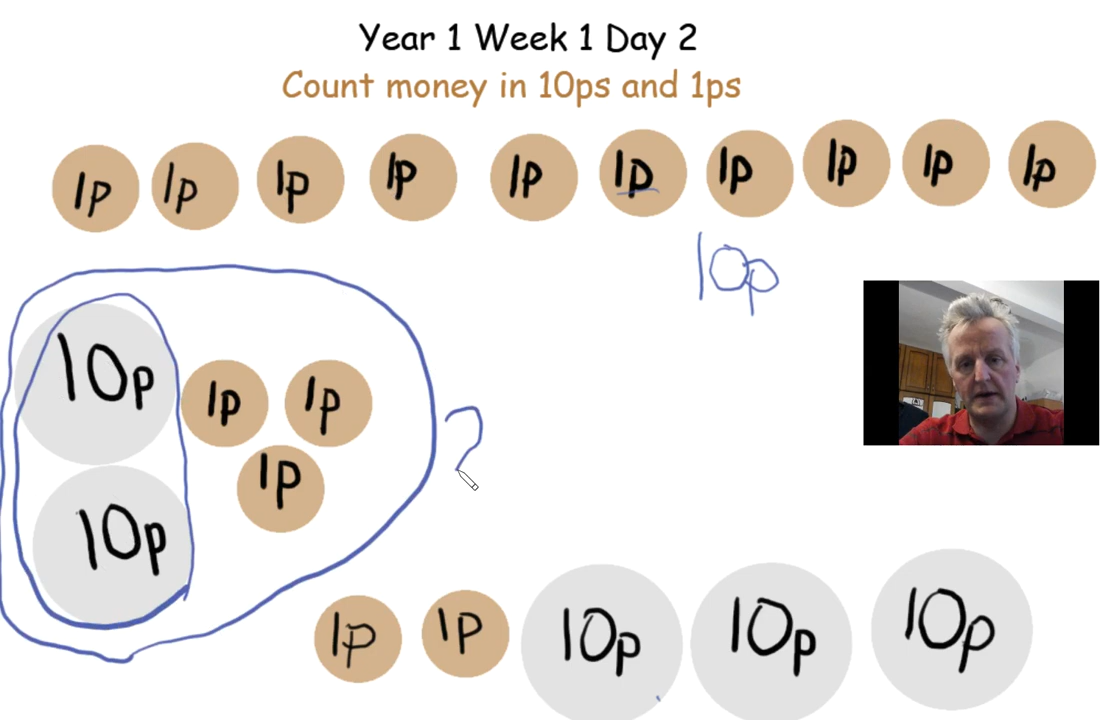 Year 1 Week 1 Day 2
Count money in 10ps and 1ps
1p 1p 1p 1p 1p 1p 1p 1p 1p 1p
10p
10p 1p 1p
?
1p
10p
1p 1p 10p 10p 10p